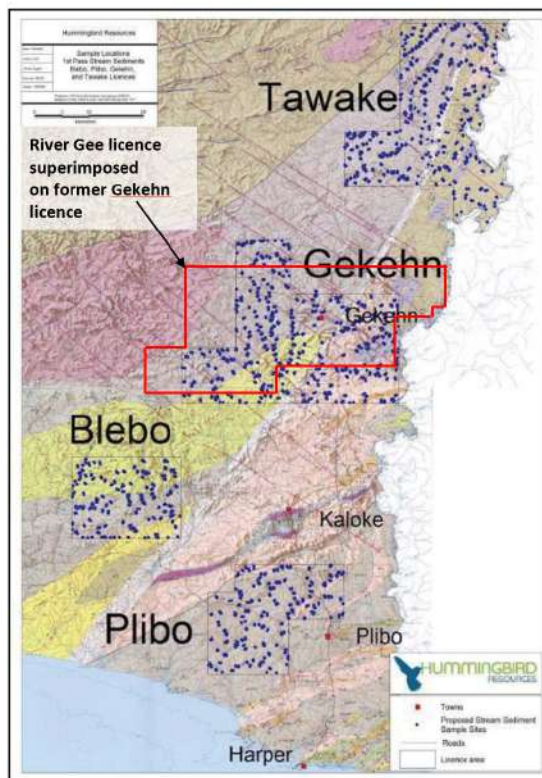 Hummingbird Resources
Sample Locations
1st Pass Stream Sediments
Blebo, Plibo, Gekehn,
and Tawake Licences
River Gee licence
superimposed
on former Gekehn
licence
Tawake
Gekehn
Gekehn
Blebo
Kaloke
Plibo
Plibo
Harper
HUMMINGBIRD
RESOURCES
Towns
Proposed Stream Sediment
Sample Sites
Roads
Licence area